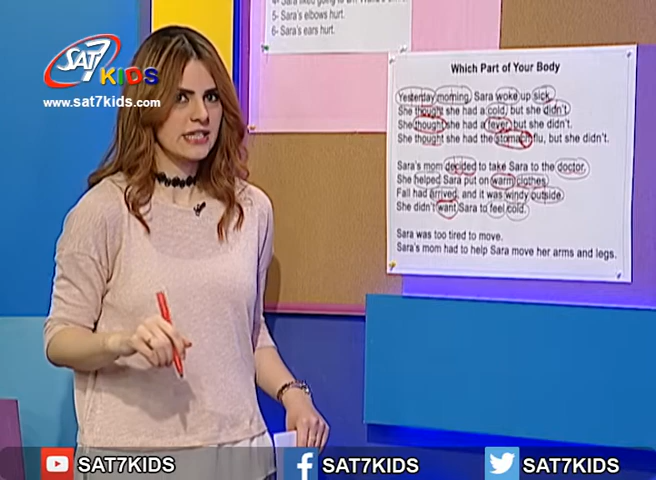 5- Sara's elbows hurt.
6- Sara's ears hurt.
SAT7
KIDS
www.sat7kids.com
Which Part of Your Body
Yesterday morning, Sara woke up sick.
She thought she had a cold, but she didn't.
She thought she had a fever, but she didn't.
She thought she had the stomach flu, but she didn't.
Sara's mom decided to take Sara to the doctor.
She helped Sara put on warm clothes.
Fall had arrived, and it was windy outside.
She didn't want Sara to feel cold.
Sara was too tired to move.
Sara's mom had to help Sara move her arms and legs.
SAT7KIDS
SAT7KIDS
SAT7KIDS